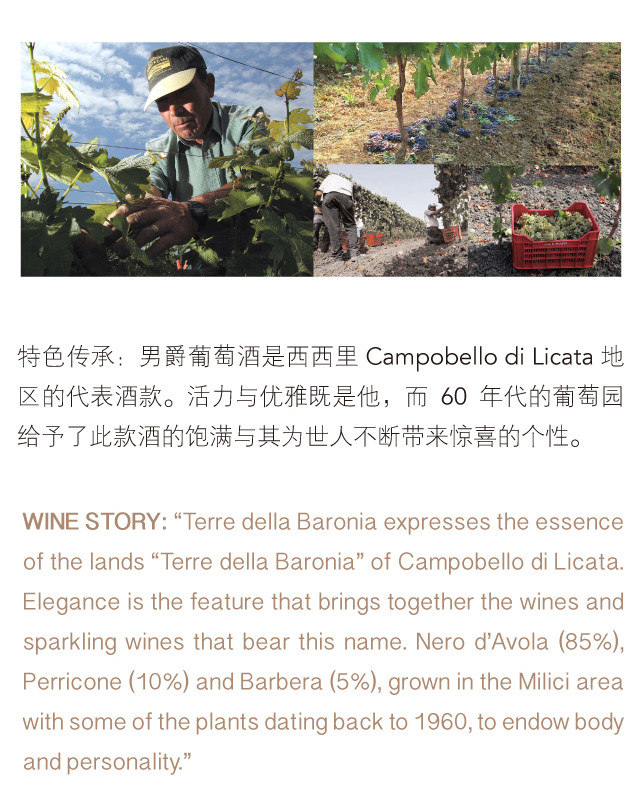 特色传承：男爵葡萄酒是西西里 Campobello di Licata 地
区的代表酒款。活力与优雅既是他，而 60 年代的葡萄园
给予了此款酒的饱满与其为世人不断带来惊喜的个性。
WINE STORY: “Terre della Baronia expresses the essence
of the lands “Terre della Baronia” of Campobello di Licata.
Elegance is the feature that brings together the wines and
sparkling wines that bear this name. Nero d’Avola (85%),
Perricone (10%) and Barbera (5%), grown in the Milici area
with some of the plants dating back to 1960, to endow body
and personality.”